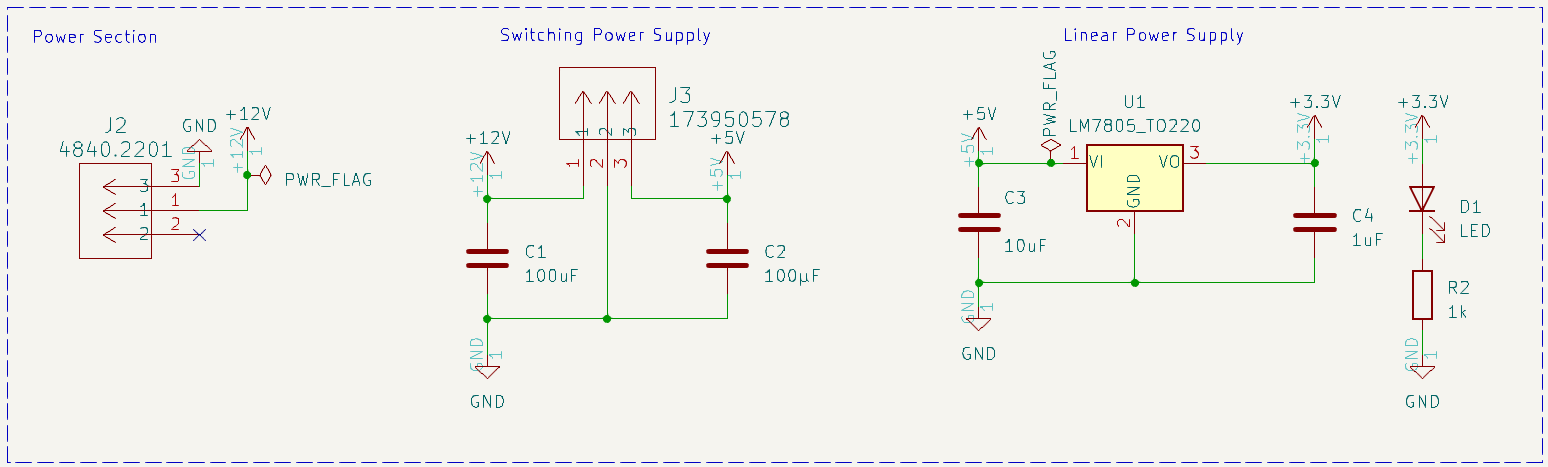 Power Section
J2
4840.2201
GND
GND
1
+12V
+12V
1
PWR_FLAG
3
3
1
1
2
2
Switching Power Supply
J3
173950578
1
2
3
1
2
3
+12V
+12V
1
+5V
+5V
1
C1
100uF
C2
100µF
GND
1
GND
Linear Power Supply
PWR_FLAG
+5V
+5V
1
U1
LM7805_TO220
1
VI
VO
3
GND
2
+3.3V
+3.3V
1
C3
10uF
C4
1uF
GND
1
GND
+3.3V
+3.3V
1
D1
LED
R2
1k
GND
1
GND